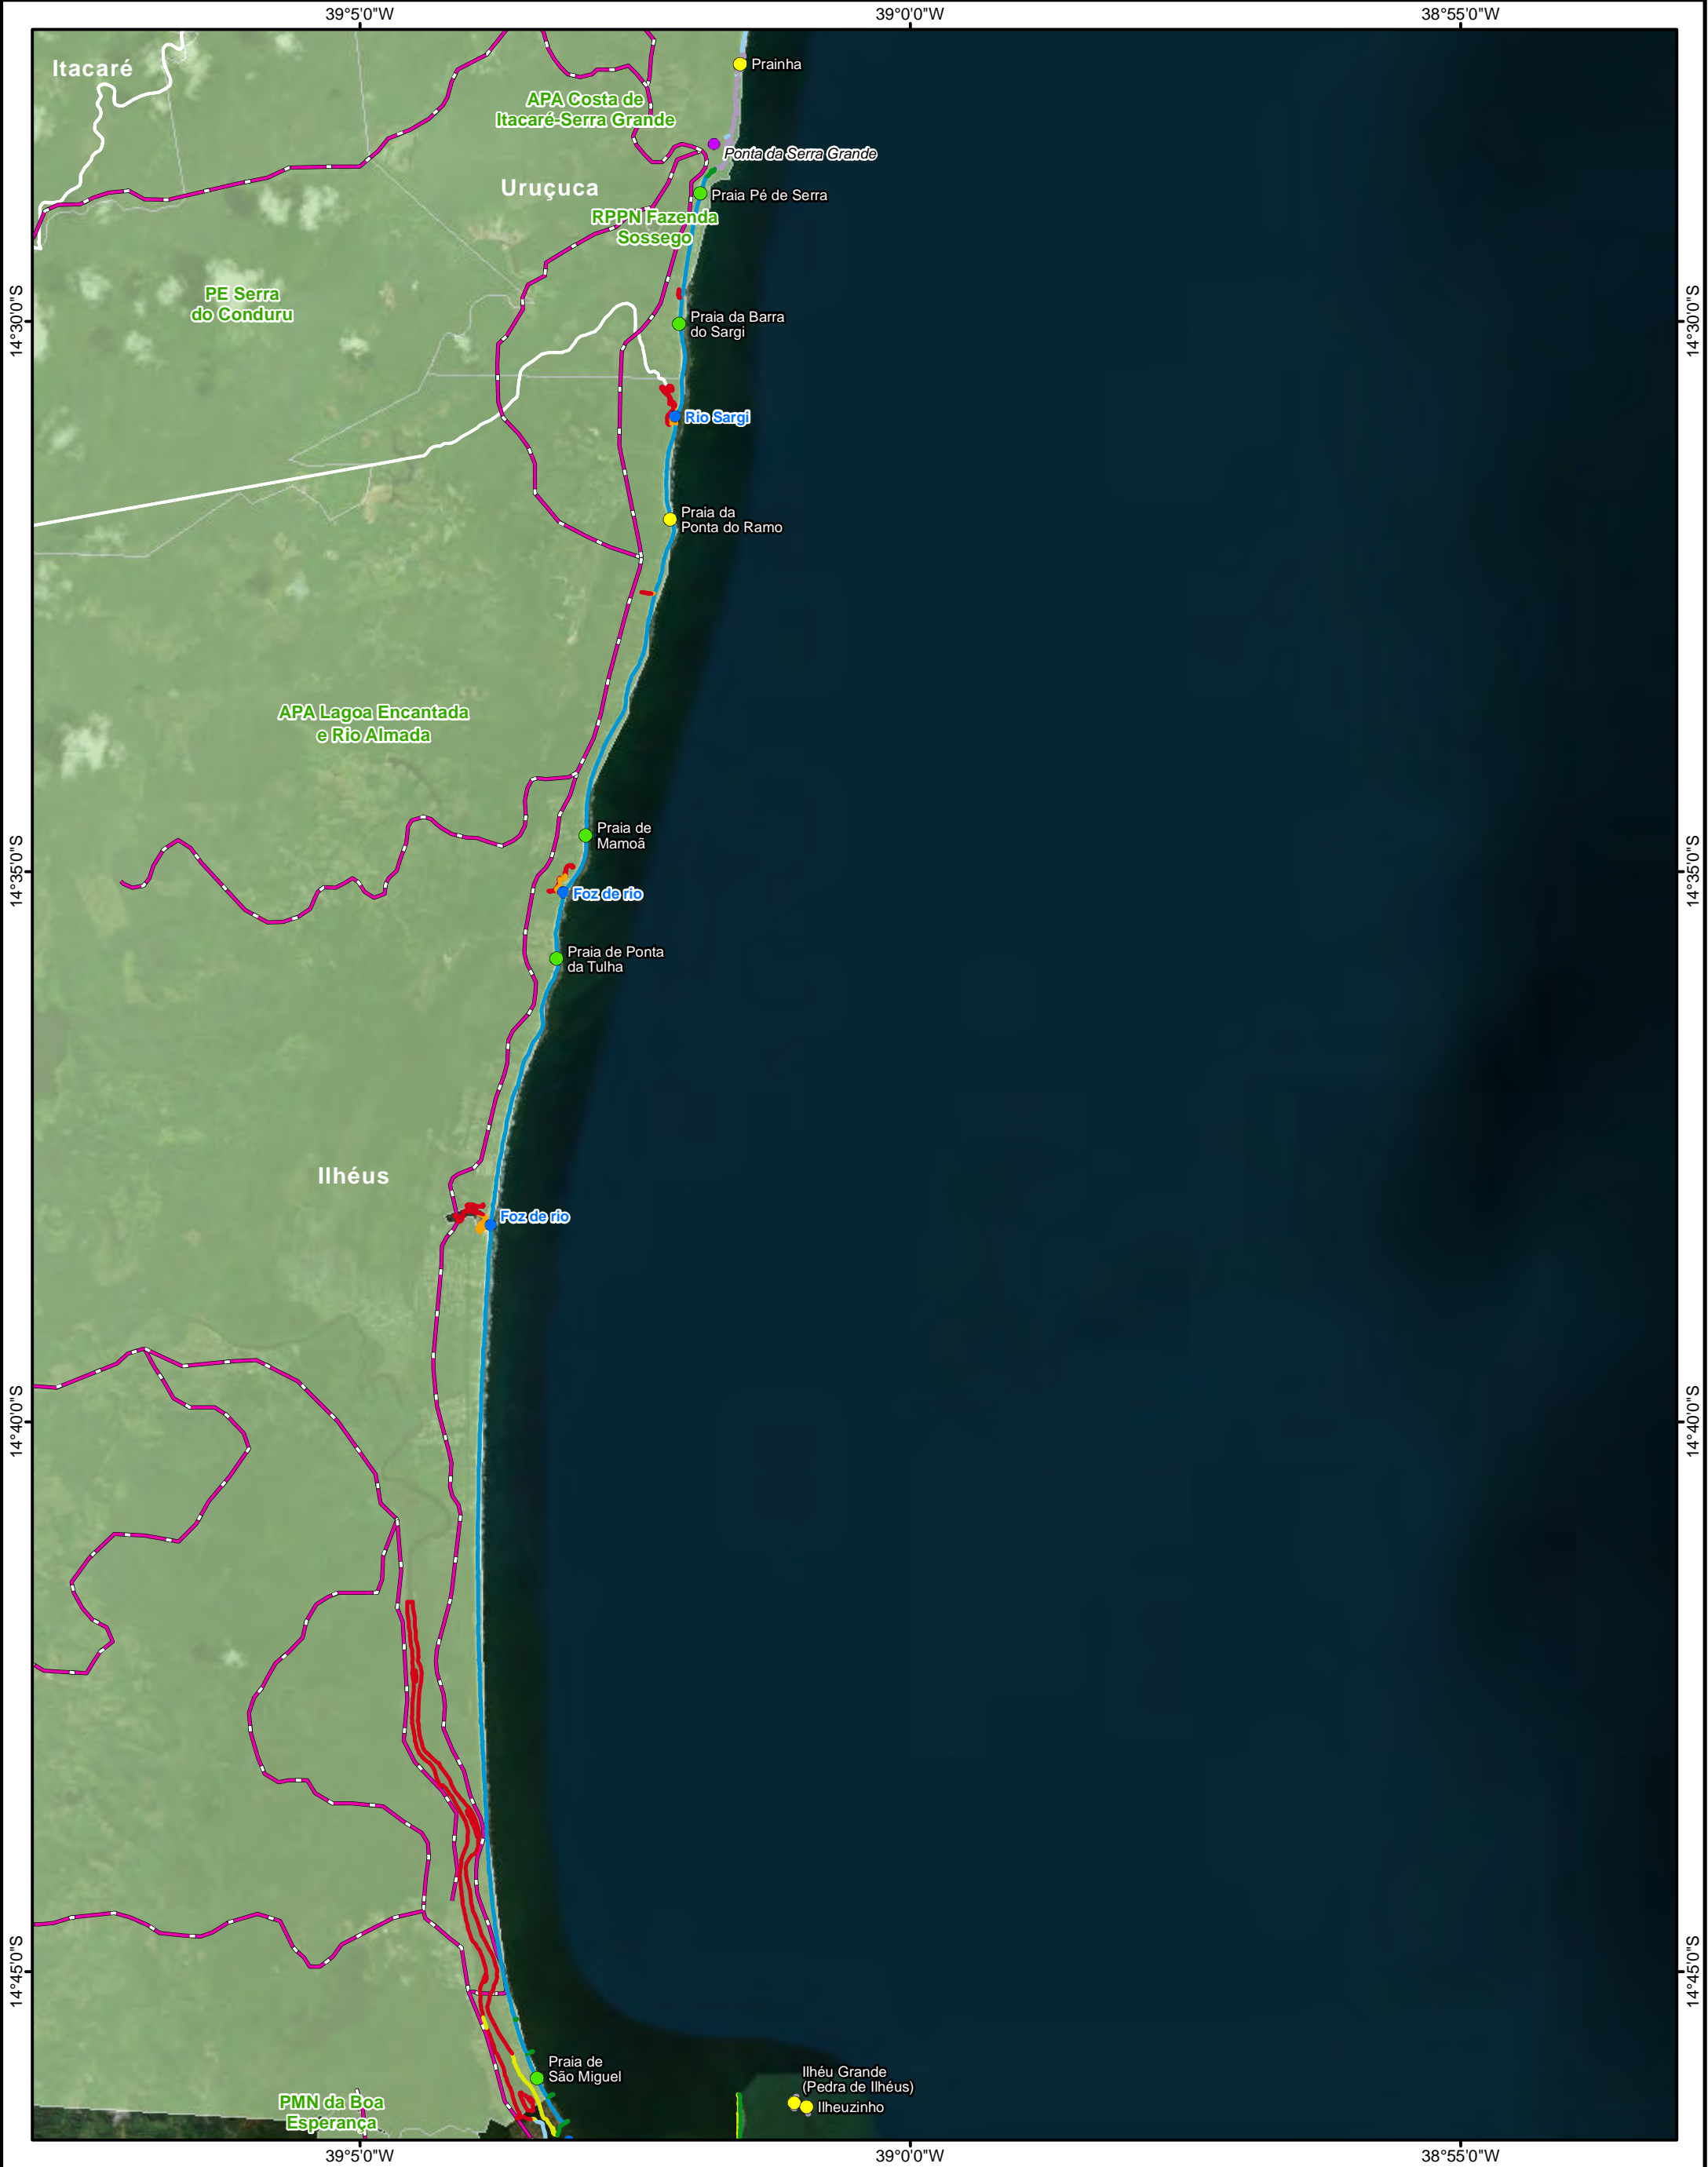 39°5'0"W
39°0'0"W
38°55'0"W
Itacaré
Prainha
APA Costa de
Itacaré-Serra Grande
Ponta da Serra Grande
Uruçuca
Praia Pé de Serra
RPPN Fazenda
Sossego
PE Serra
do Conduru
14°30'0"S
14°30'0"S
Praia da Barra
do Sargi
Rio Sargi
Praia da
Ponta do Ramo
APA Lagoa Encantada
e Rio Almada
Praia de
Mamoã
14°35'0"S
14°35'0"S
Foz de rio
Praia de Ponta
da Tulha
Ilhéus
Foz de rio
14°40'0"S
14°40'0"S
14°45'0"S
14°45'0"S
Praia de
São Miguel
Ilhéu Grande
(Pedra de Ilhéus)
Ilheuzinho
PMN da Boa
Esperança
39°5'0"W
39°0'0"W
38°55'0"W